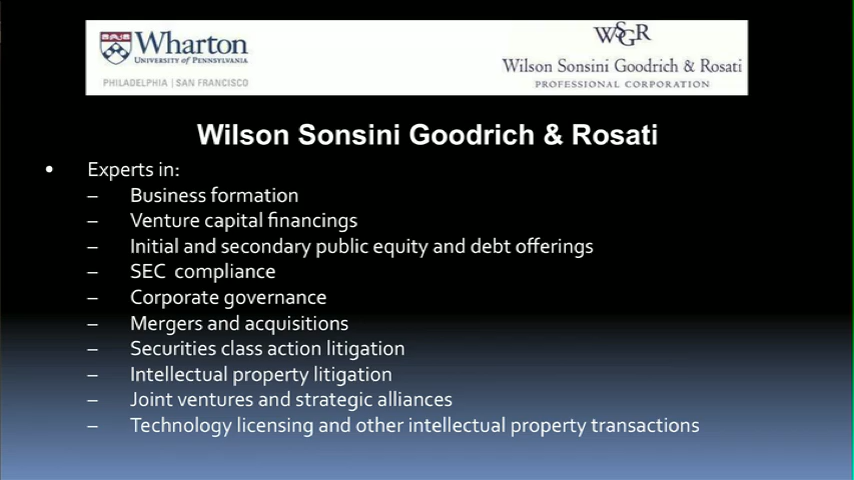 Wharton
UNIVERSITY of PENNSYLVANIA
PHILADELPHIA | SAN FRANCISCO
WSGR
Wilson Sonsini Goodrich & Rosati
PROFESSIONAL CORPORATION
Wilson Sonsini Goodrich & Rosati
• Experts in:
– Business formation
– Venture capital financings
– Initial and secondary public equity and debt offerings
– SEC compliance
– Corporate governance
– Mergers and acquisitions
– Securities class action litigation
– Intellectual property litigation
– Joint ventures and strategic alliances
– Technology licensing and other intellectual property transactions